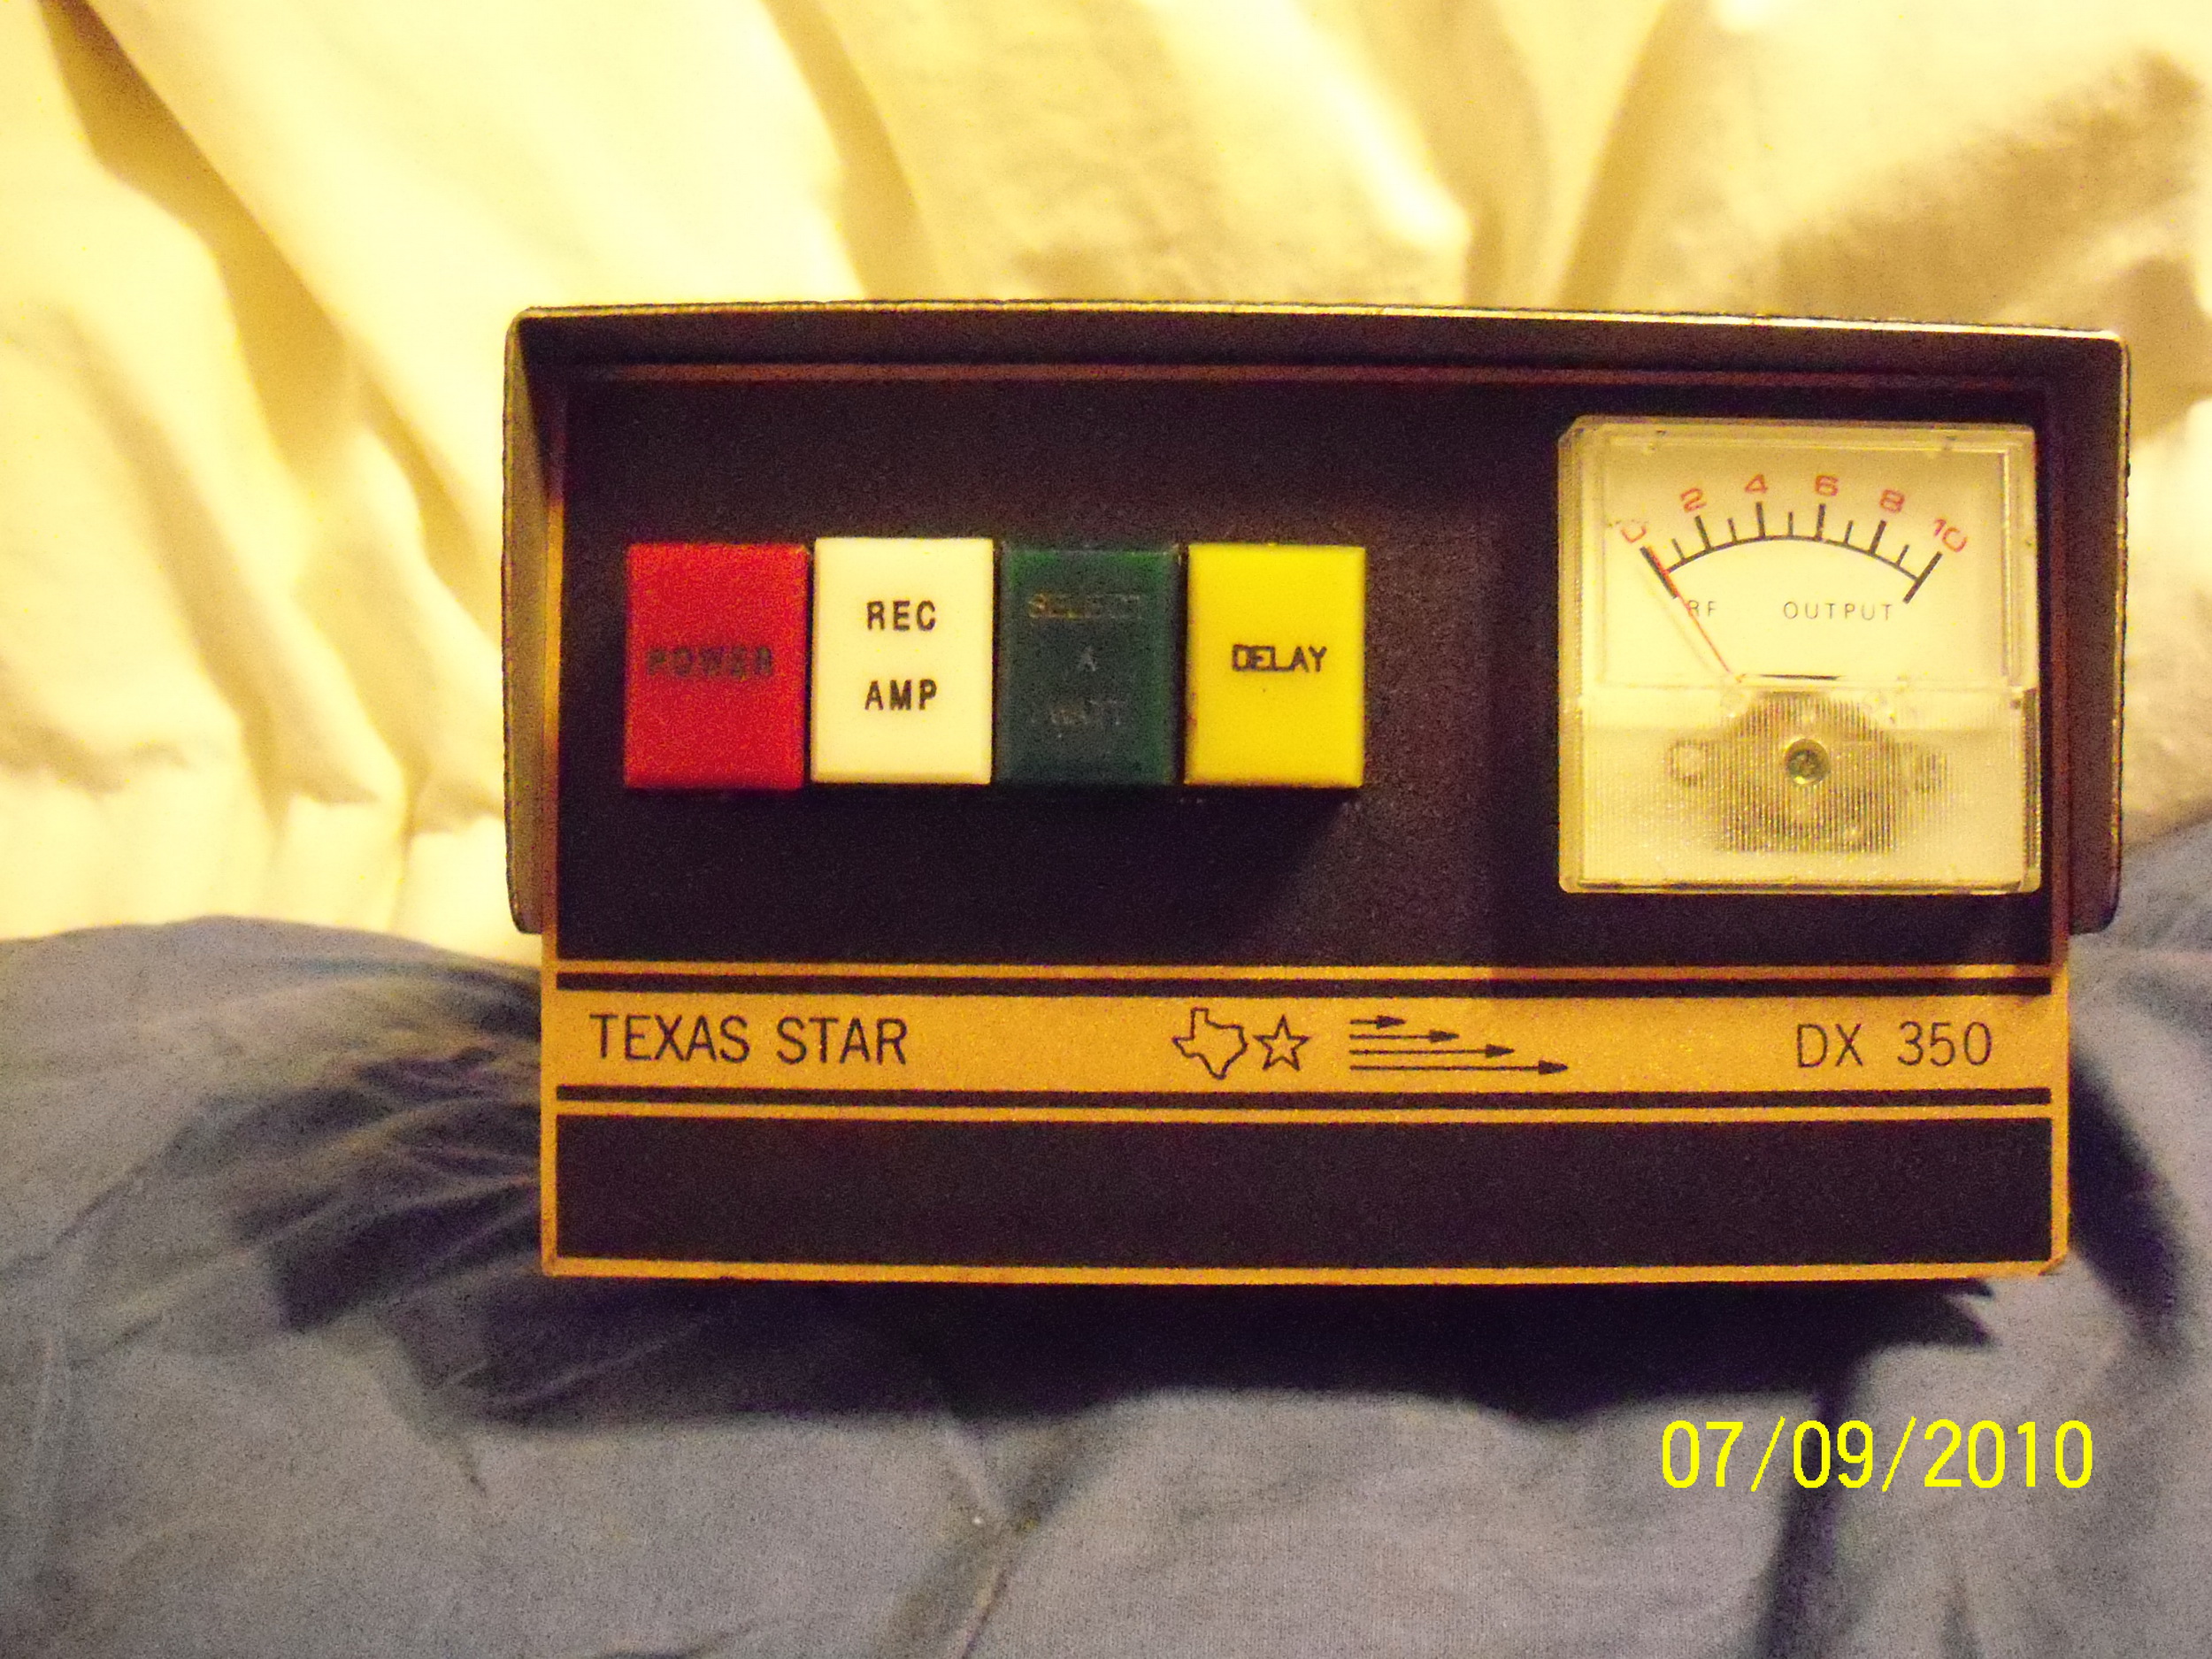 POWER
REC
AMP
SELECT
A
WATT
DELAY
0 2 4 6 8 10
RF OUTPUT
TEXAS STAR DX 350
07/09/2010